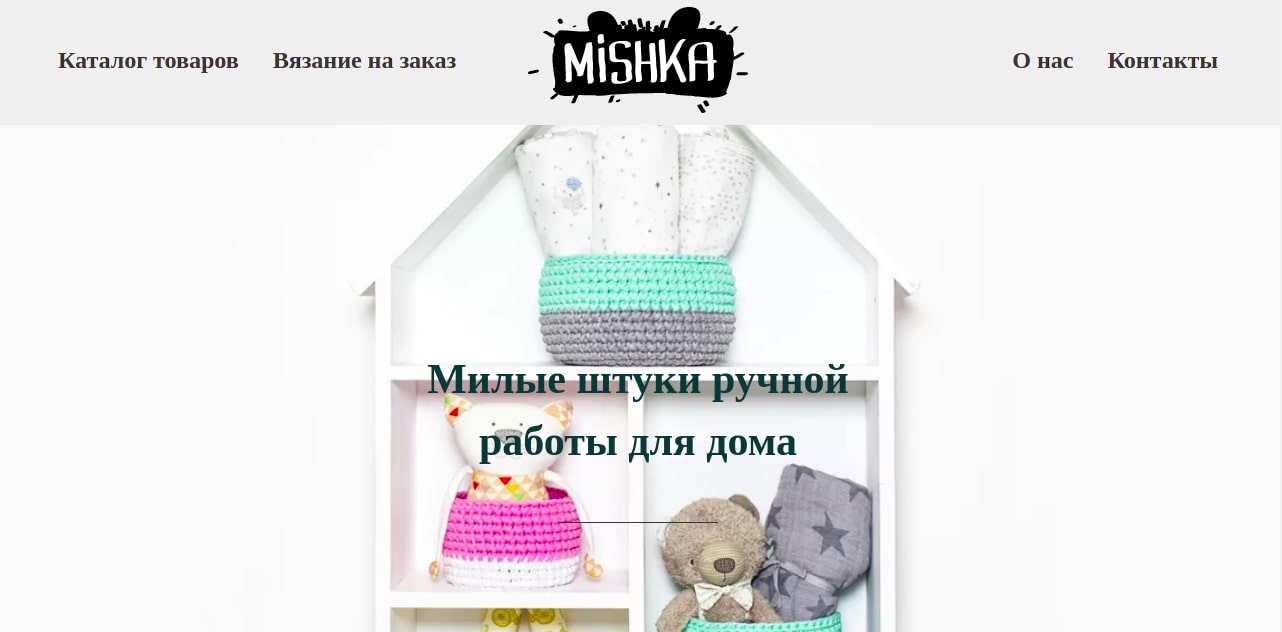 Каталог товаров
Вязание на заказ
MiSHKA
О нас
Контакты
Милые штуки ручной
работы для дома